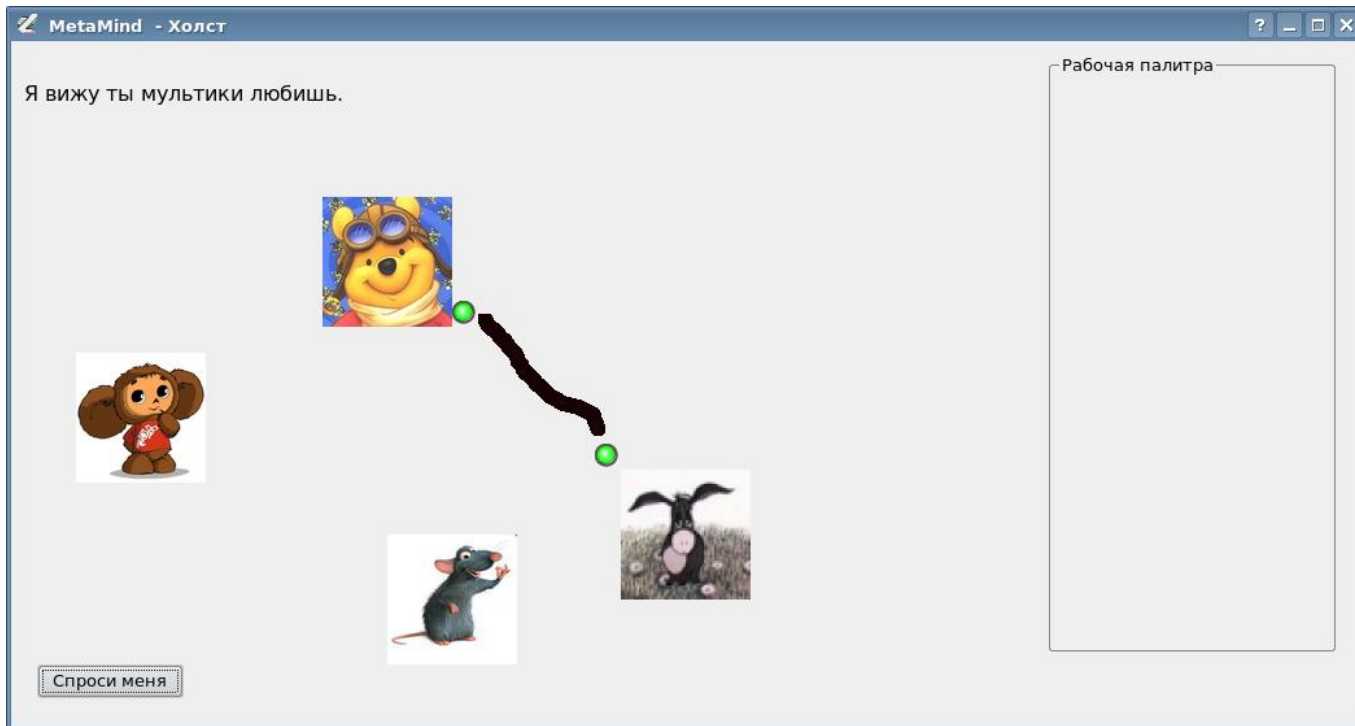 MetaMind - Холст
Рабочая палитра
Я вижу ты мультики любишь.
Спроси меня